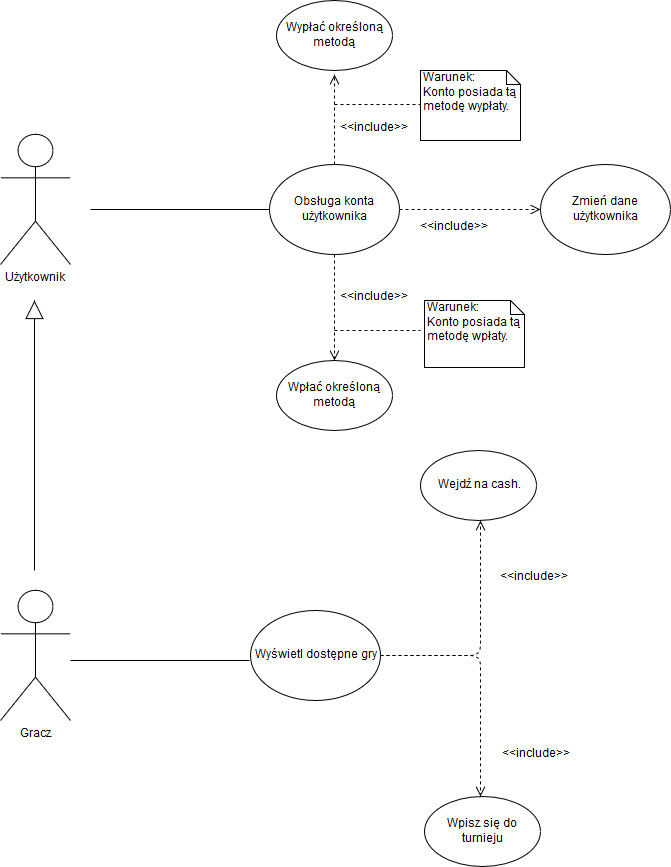 Wypłać określoną
metodą
Warunek:
Konto posiada tą
metodę wypłaty.
<<include>>
Obsługa konta
użytkownika
<<include>>
Zmień dane
użytkownika
Użytkownik
<<include>>
Warunek:
Konto posiada tą
metodę wpłaty.
Wpłać określoną
metodą
Wejdź na cash.
<<include>>
Wyświetl dostępne gry
Gracz
<<include>>
Wpisz się do
turnieju